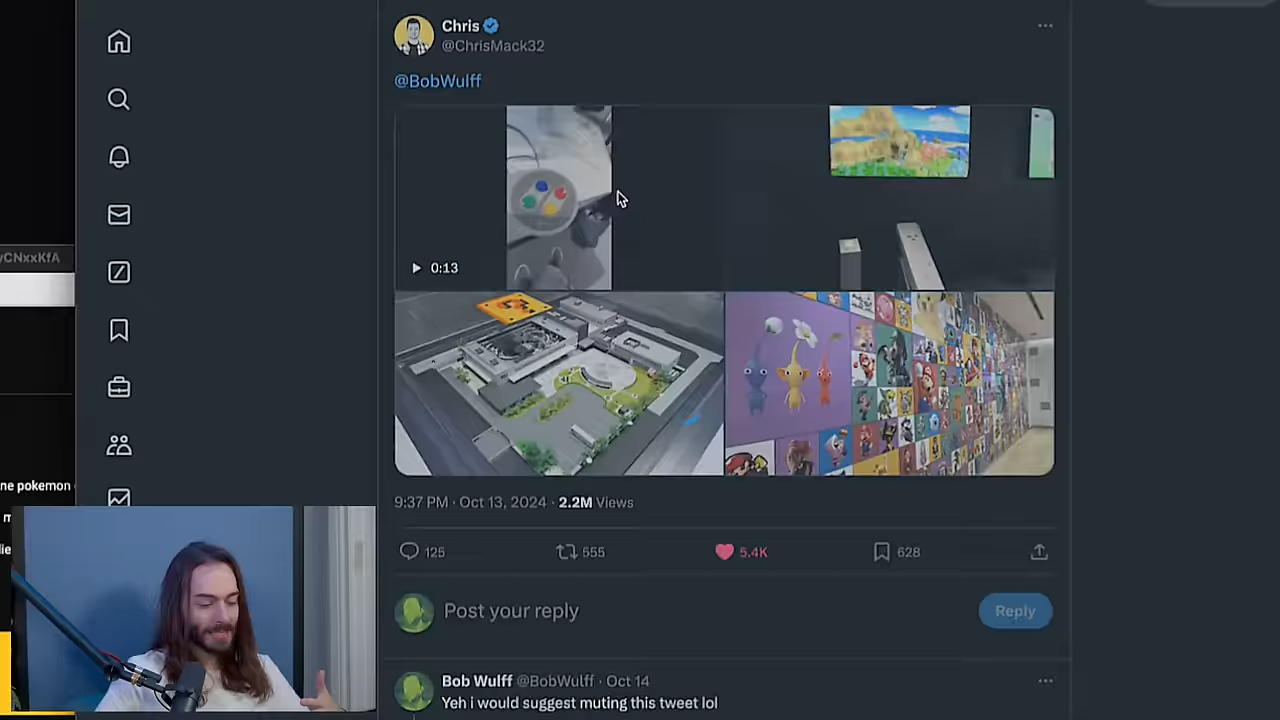 Chris
@ChrisMack32
@BobWulff
0:13
9:37 PM · Oct 13, 2024 · 2.2M Views
125
555
5.4K
628
Post your reply
Reply
Bob Wulff @BobWulff · Oct 14
Yeh i would suggest muting this tweet lol
yCNxxKfA
ne pokemon